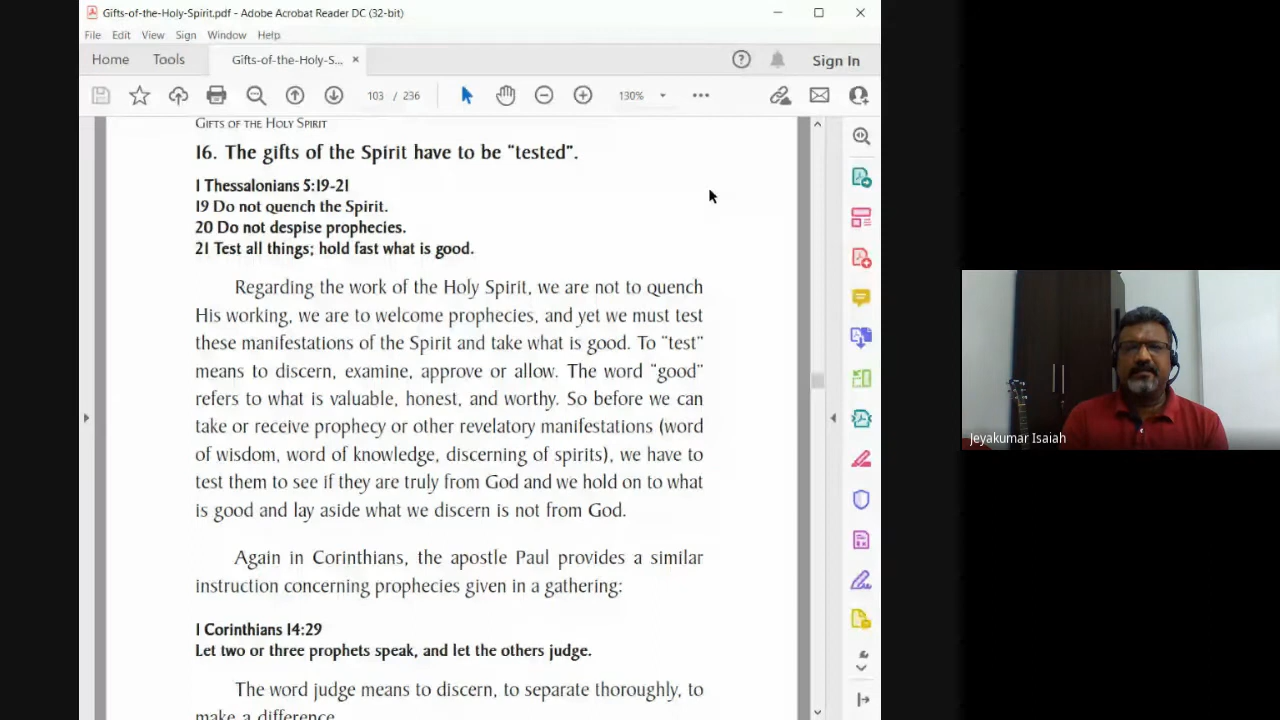 Gifts-of-the-Holy-Spirit.pdf - Adobe Acrobat Reader DC (32-bit)
File Edit View Sign Window Help
Home Tools Gifts-of-the-Holy-S... × Sign In
103 / 236 130%
GIFTS OF THE HOLY SPIRIT
16. The gifts of the Spirit have to be "tested".
1 Thessalonians 5:19-21
19 Do not quench the Spirit.
20 Do not despise prophecies.
21 Test all things; hold fast what is good.
Regarding the work of the Holy Spirit, we are not to quench
His working, we are to welcome prophecies, and yet we must test
these manifestations of the Spirit and take what is good. To "test"
means to discern, examine, approve or allow. The word "good"
refers to what is valuable, honest, and worthy. So before we can
take or receive prophecy or other revelatory manifestations (word
of wisdom, word of knowledge, discerning of spirits), we have to
test them to see if they are truly from God and we hold on to what
is good and lay aside what we discern is not from God.
Again in Corinthians, the apostle Paul provides a similar
instruction concerning prophecies given in a gathering:
1 Corinthians 14:29
Let two or three prophets speak, and let the others judge.
The word judge means to discern, to separate thoroughly, to
make a difference.
Jeyakumar Isaiah